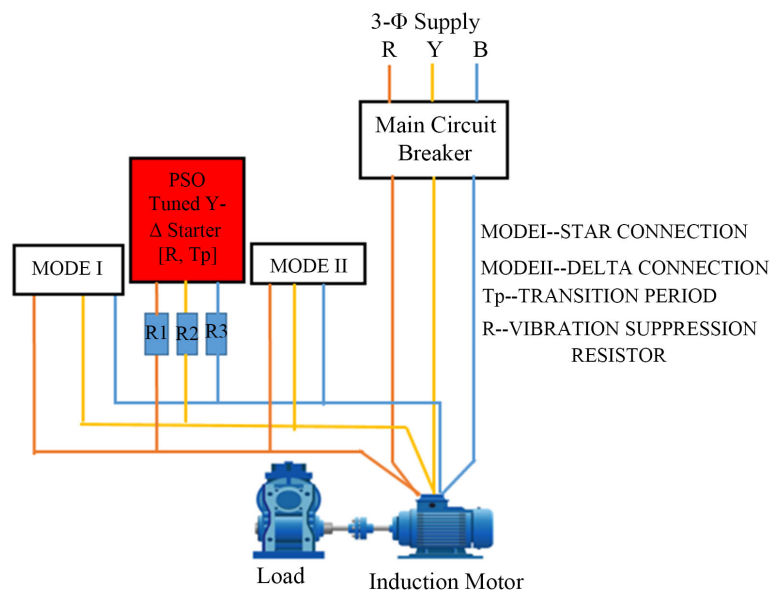 3-Φ Supply
R Y B
Main Circuit
Breaker
PSO
Tuned Y-
Δ Starter
[R, Tp]
MODE I
MODE II
R1 R2 R3
MODEI--STAR CONNECTION
MODEII--DELTA CONNECTION
Tp--TRANSITION PERIOD
R--VIBRATION SUPPRESSION
RESISTOR
Load
Induction Motor